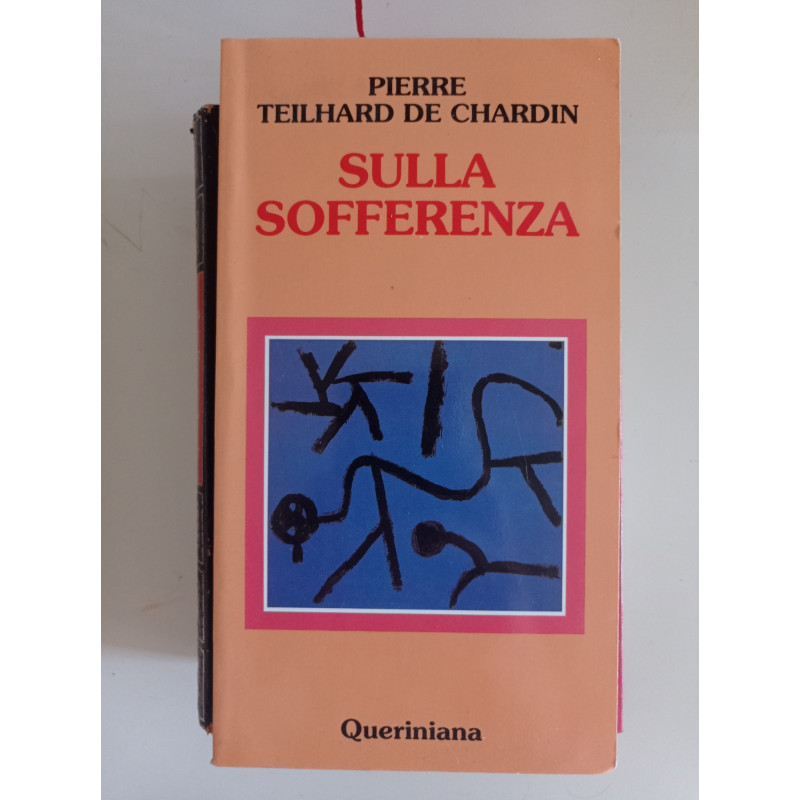 PIERRE
TEILHARD DE CHARDIN
SULLA
SOFFERENZA
Queriniana